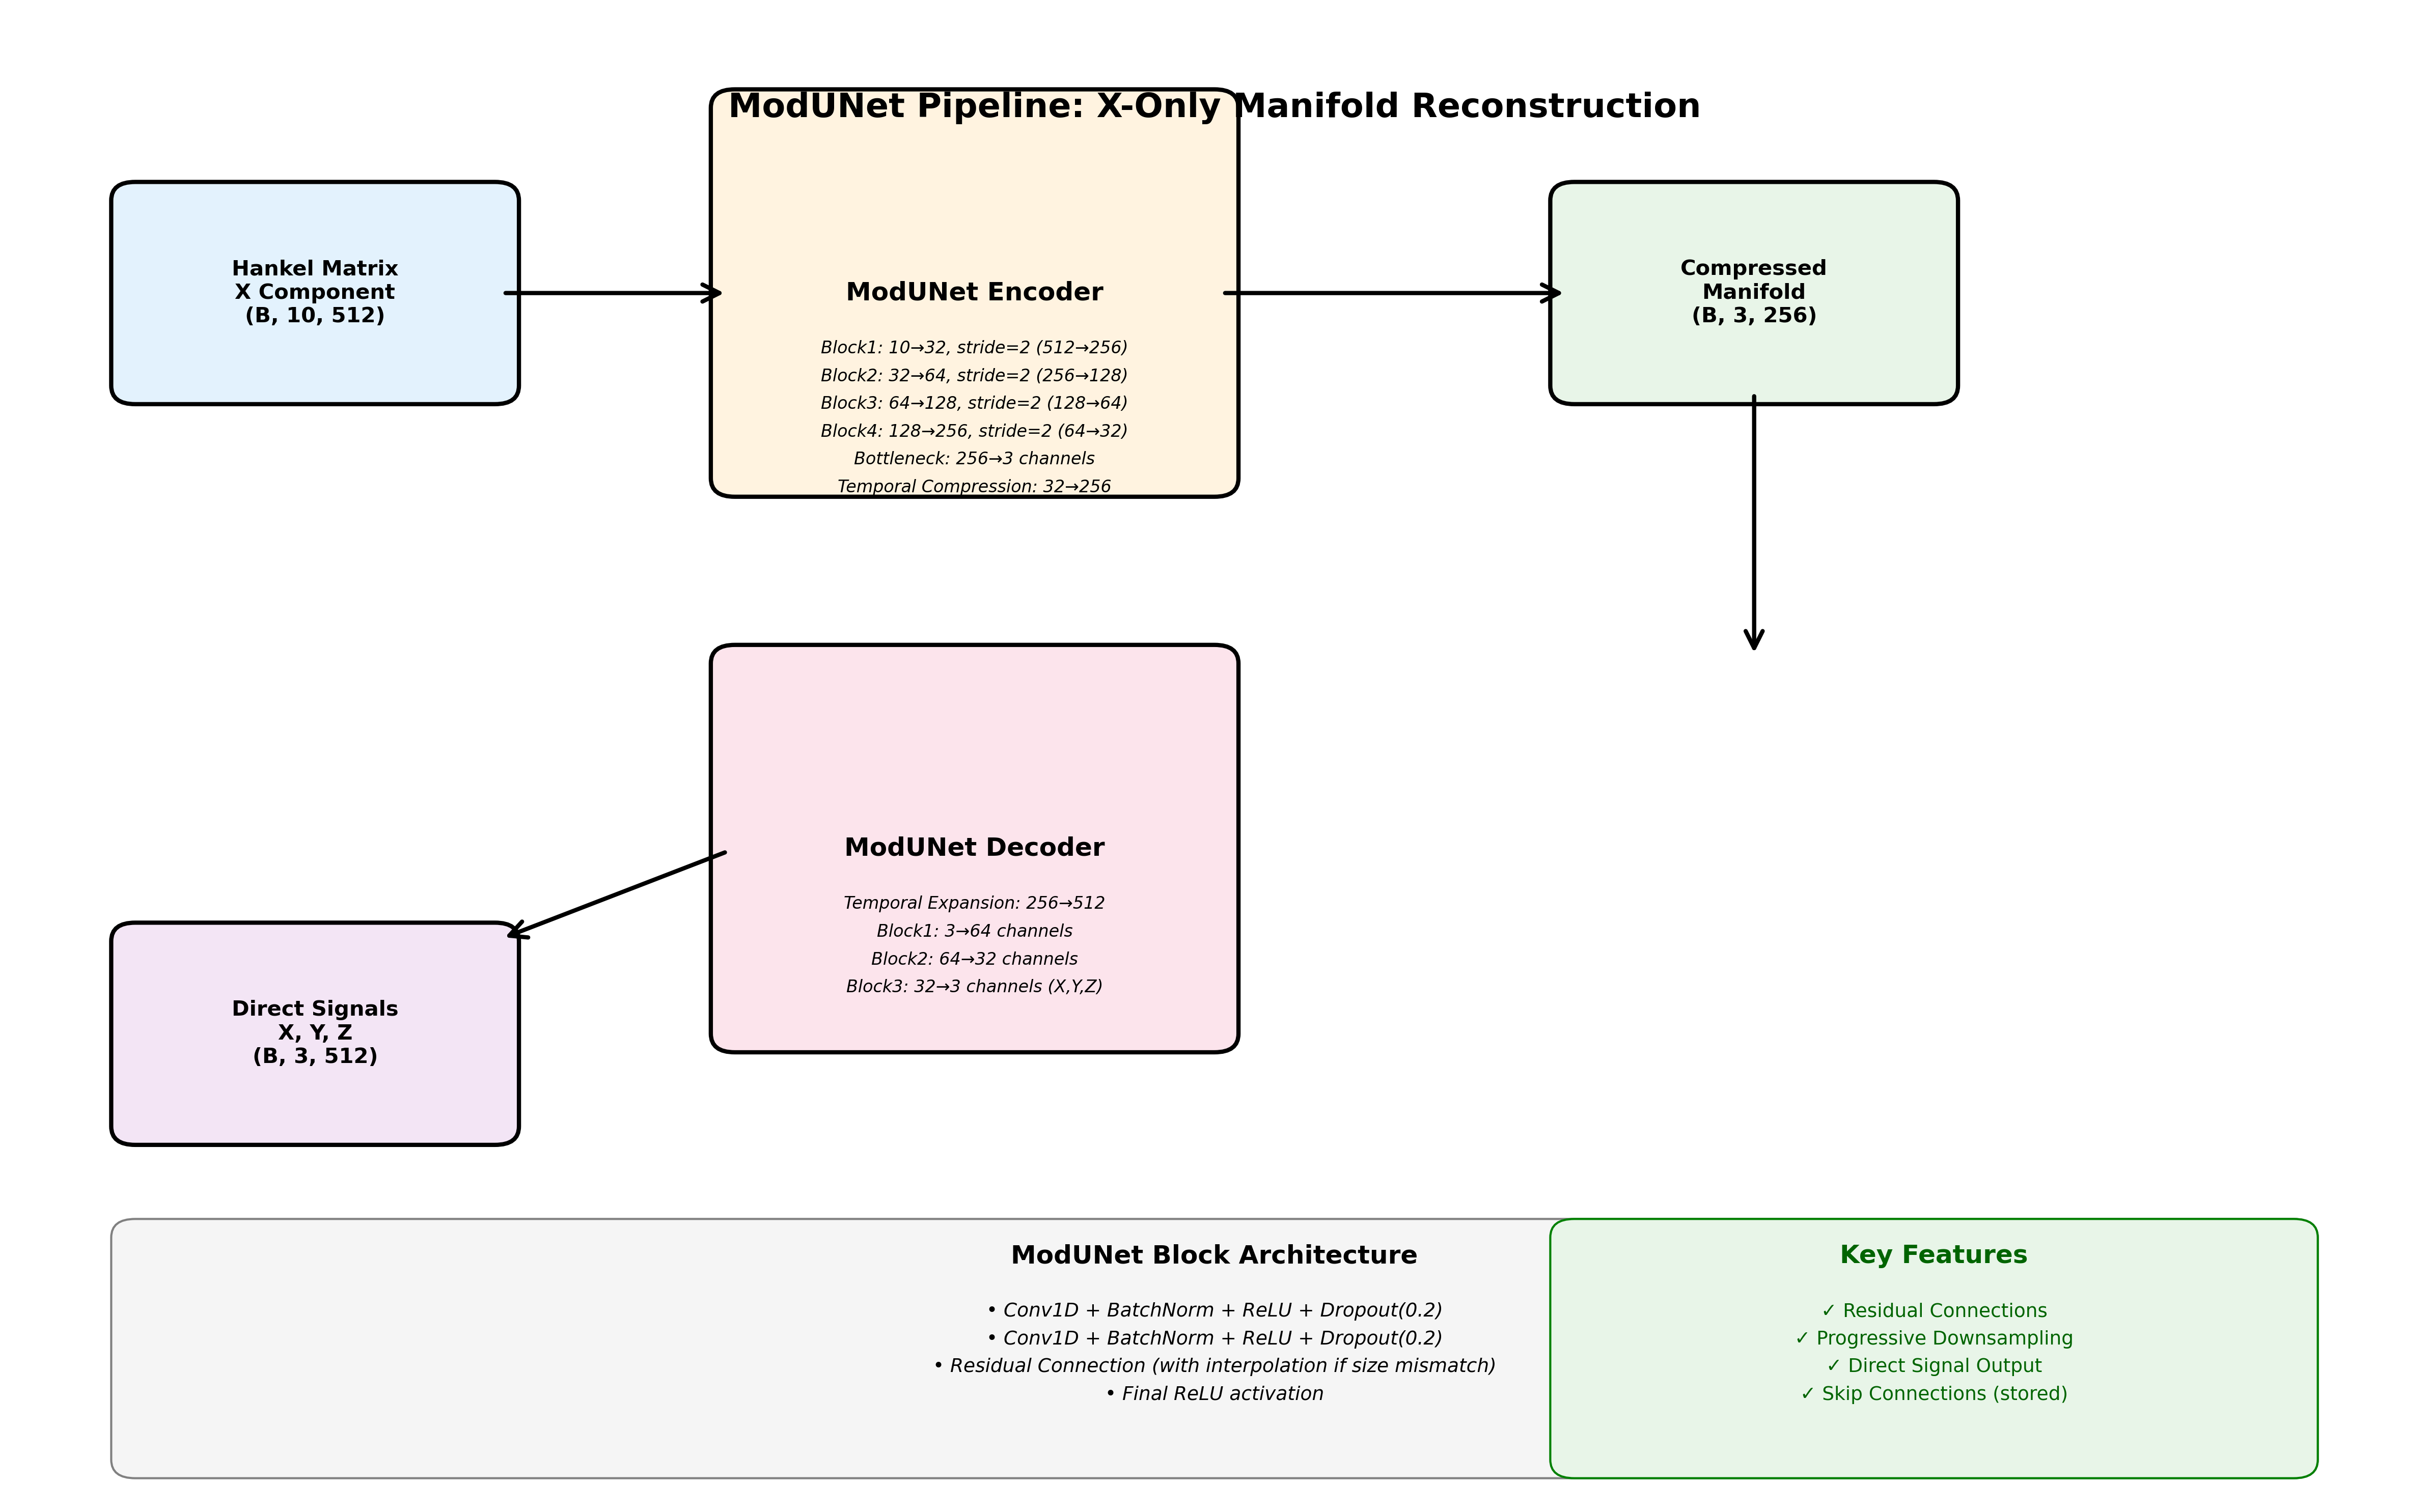 ModUNet Pipeline: X-Only Manifold Reconstruction
Hankel Matrix
X Component
(B, 10, 512)
ModUNet Encoder
Block1: 10→32, stride=2 (512→256)
Block2: 32→64, stride=2 (256→128)
Block3: 64→128, stride=2 (128→64)
Block4: 128→256, stride=2 (64→32)
Bottleneck: 256→3 channels
Temporal Compression: 32→256
Compressed
Manifold
(B, 3, 256)
ModUNet Decoder
Temporal Expansion: 256→512
Block1: 3→64 channels
Block2: 64→32 channels
Block3: 32→3 channels (X,Y,Z)
Direct Signals
X, Y, Z
(B, 3, 512)
ModUNet Block Architecture
• Conv1D + BatchNorm + ReLU + Dropout(0.2)
• Conv1D + BatchNorm + ReLU + Dropout(0.2)
• Residual Connection (with interpolation if size mismatch)
• Final ReLU activation
Key Features
✓ Residual Connections
✓ Progressive Downsampling
✓ Direct Signal Output
✓ Skip Connections (stored)